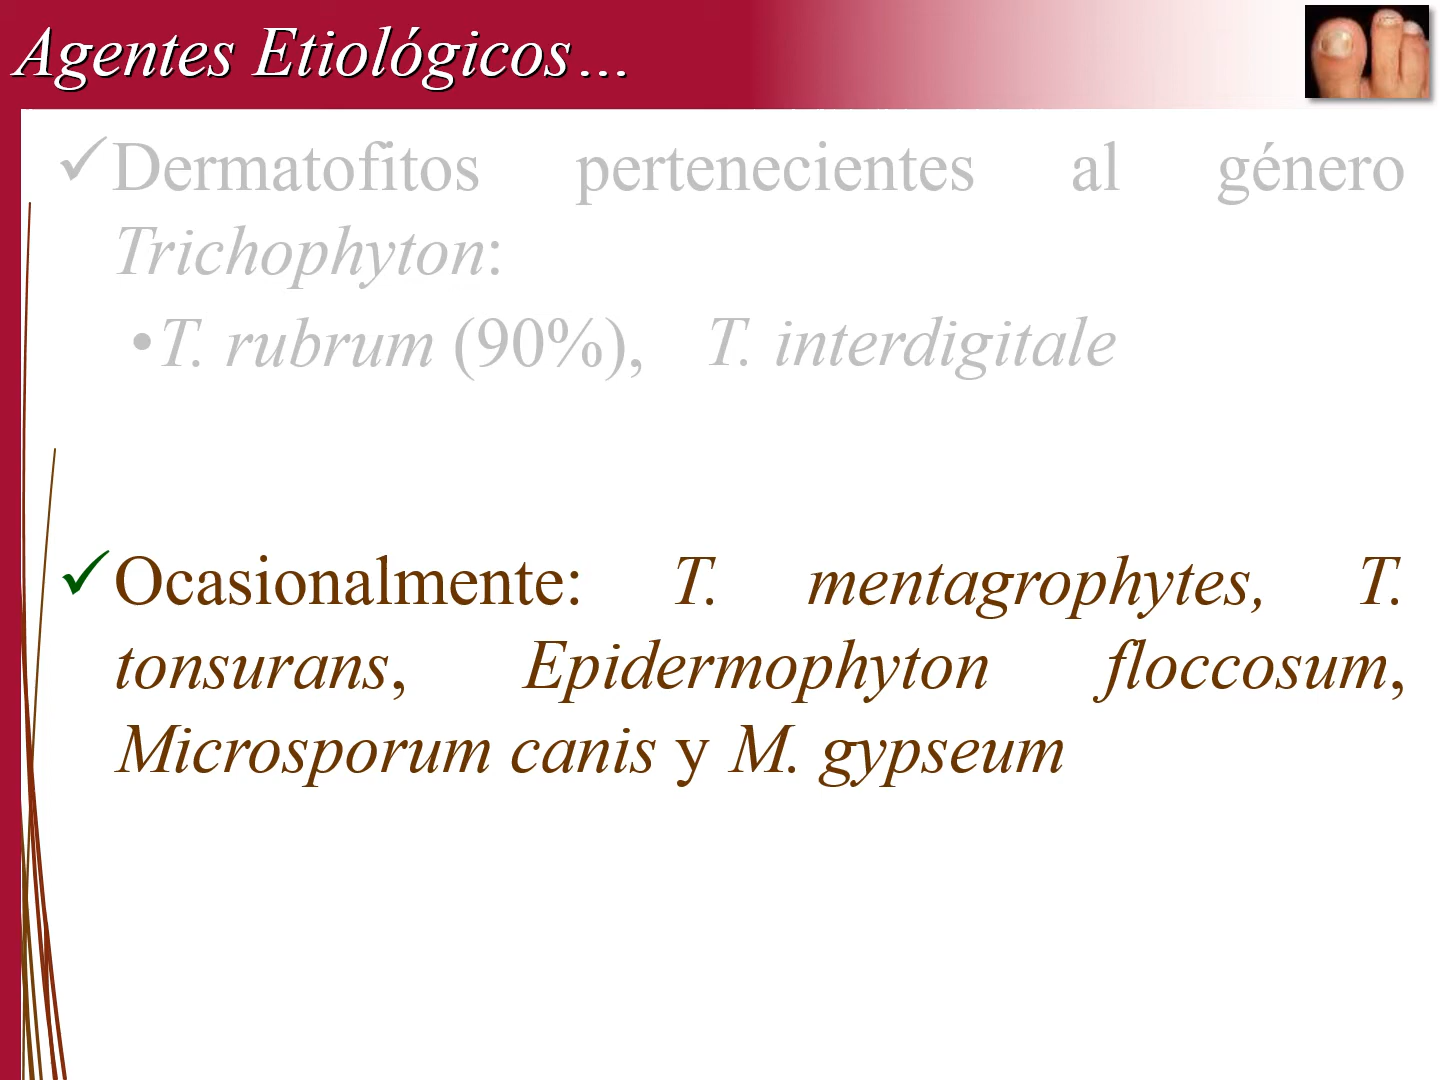 Agentes Etiológicos…
✓Dermatofitos pertenecientes al género
Trichophyton:
•T. rubrum (90%), T. interdigitale
✓Ocasionalmente: T. mentagrophytes, T.
tonsurans, Epidermophyton floccosum,
Microsporum canis y M. gypseum